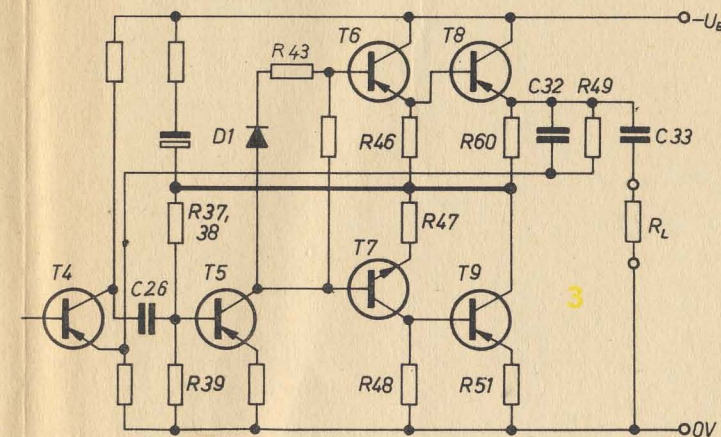 -U_B
T6
T8
R43
C32
R49
D1
R46
R60
C33
R37,
38
R47
R_L
T7
T4
C26
T5
T9
3
R39
R48
R51
0V